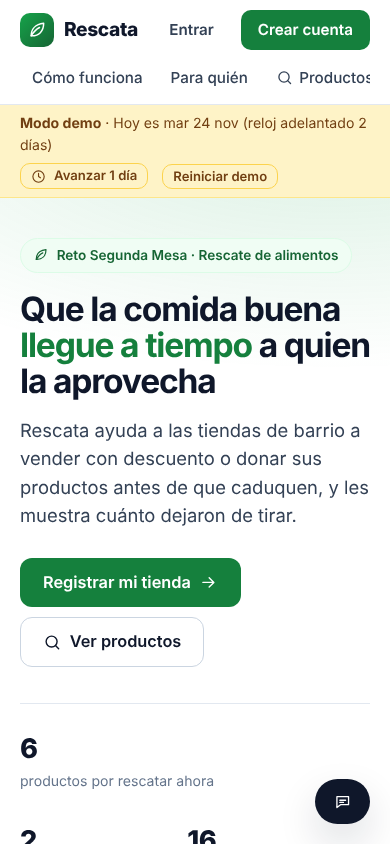 Rescata
Entrar
Crear cuenta
Cómo funciona
Para quién
Productos
Modo demo · Hoy es mar 24 nov (reloj adelantado 2
días)
Avanzar 1 día
Reiniciar demo
Reto Segunda Mesa · Rescate de alimentos
Que la comida buena
llegue a tiempo a quien
la aprovecha
Rescata ayuda a las tiendas de barrio a
vender con descuento o donar sus
productos antes de que caduquen, y les
muestra cuánto dejaron de tirar.
Registrar mi tienda
Ver productos
6
productos por rescatar ahora
2
16